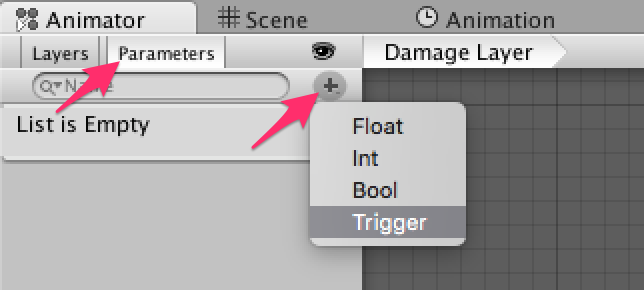 Animator Scene Animation
Layers Parameters Damage Layer
Name
List is Empty
Float
Int
Bool
Trigger